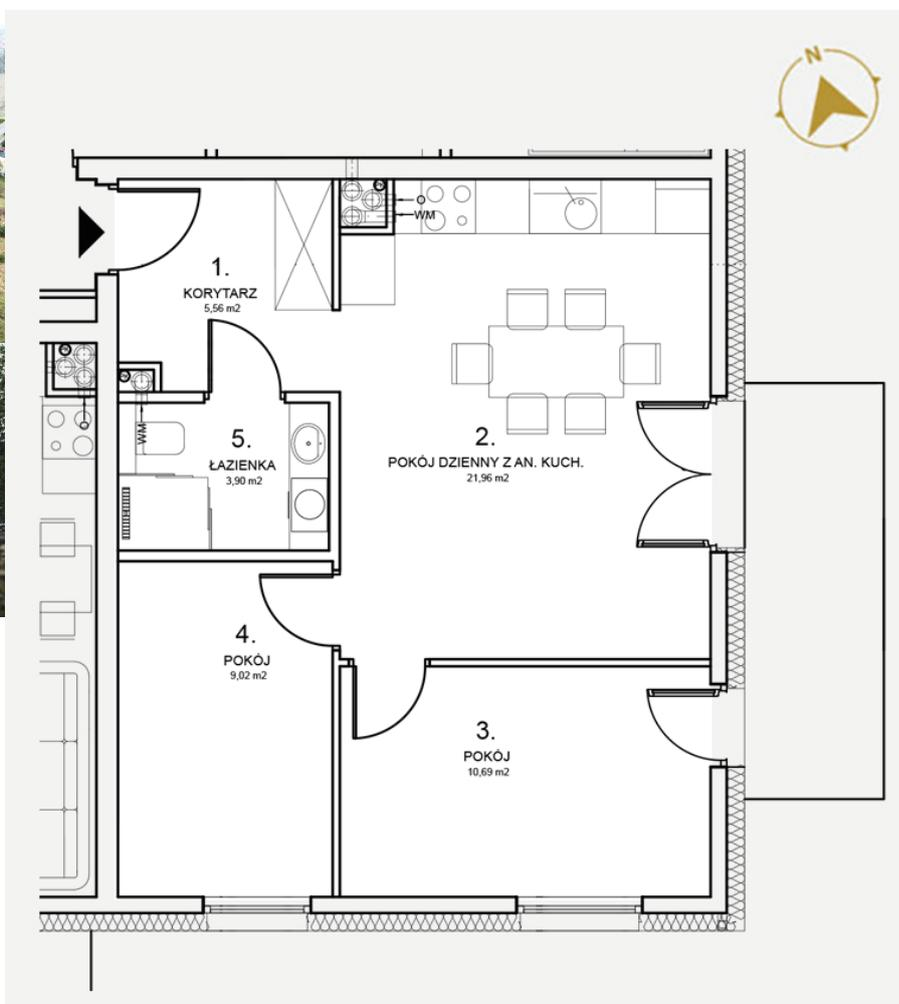 N
WM
1.
KORYTARZ
5,56 m2
2.
POKÓJ DZIENNY Z AN. KUCH.
21,96 m2
5.
ŁAZIENKA
3,90 m2
WM
4.
POKÓJ
9,02 m2
3.
POKÓJ
10,69 m2